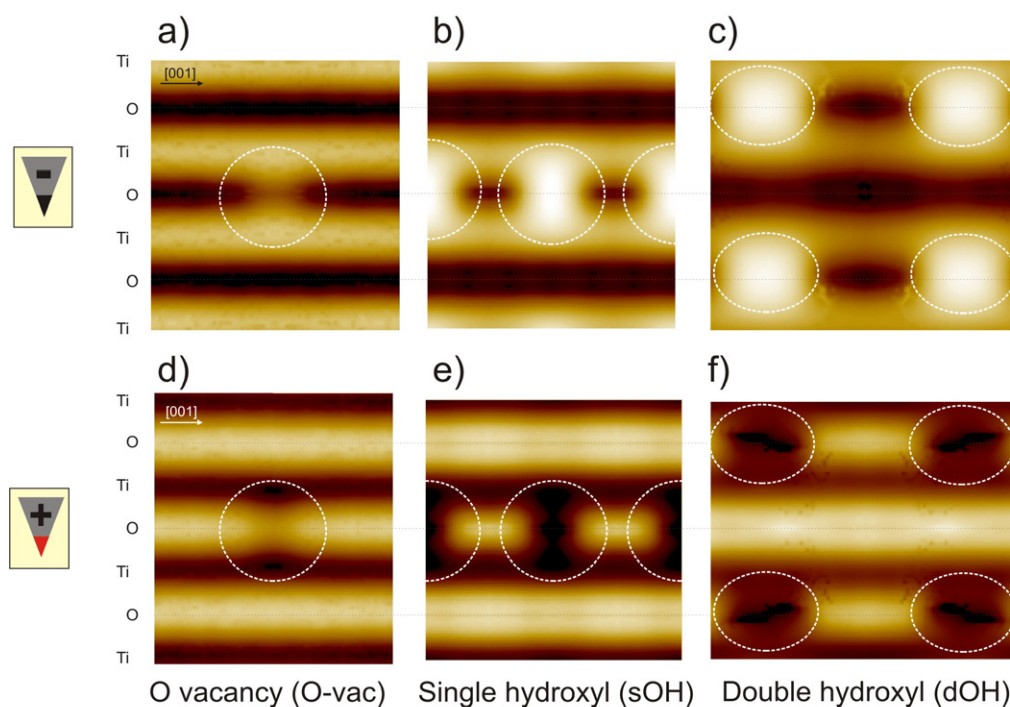 a) b) c)
Ti
[001]
O
Ti
-
O
Ti
O
Ti
d) e) f)
Ti
[001]
O
Ti
+
O
Ti
O
Ti
O vacancy (O-vac) Single hydroxyl (sOH) Double hydroxyl (dOH)